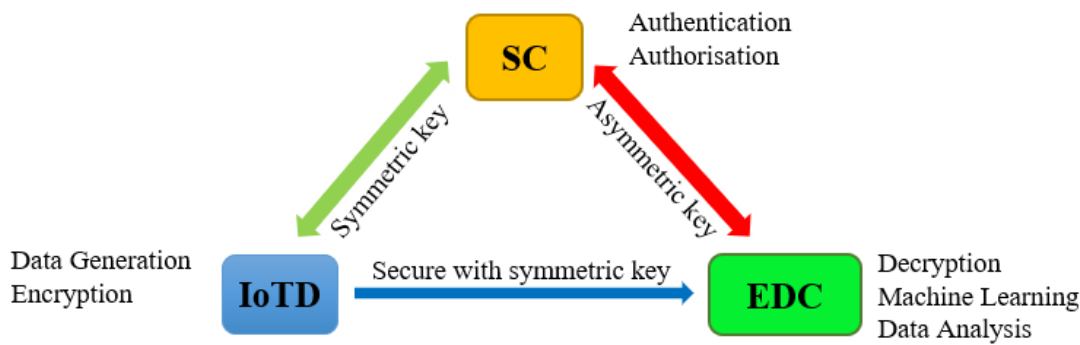 SC
Authentication
Authorisation
Symmetric key
Asymmetric key
Data Generation
Encryption
IoTD
Secure with symmetric key
EDC
Decryption
Machine Learning
Data Analysis